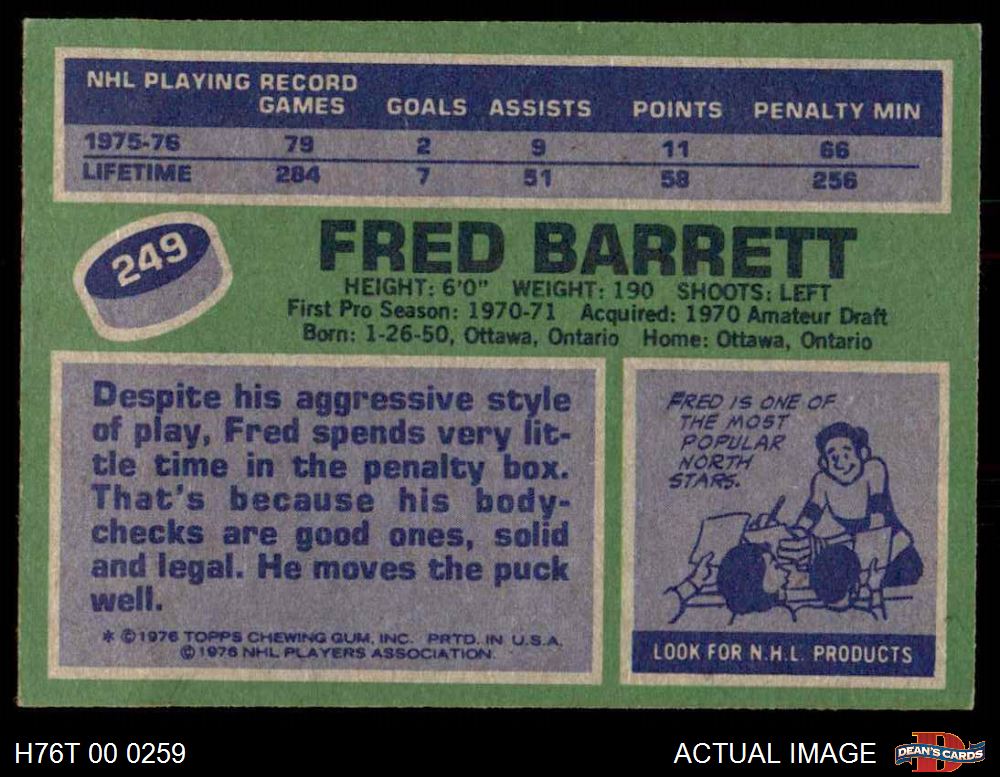 NHL PLAYING RECORD
GAMES GOALS ASSISTS POINTS PENALTY MIN
1975-76 79 2 9 11 66
LIFETIME 284 7 51 58 256
249
FRED BARRETT
HEIGHT: 6'0" WEIGHT: 190 SHOOTS: LEFT
First Pro Season: 1970-71 Acquired: 1970 Amateur Draft
Born: 1-26-50, Ottawa, Ontario Home: Ottawa, Ontario
Despite his aggressive style
of play, Fred spends very lit-
tle time in the penalty box.
That's because his body-
checks are good ones, solid
and legal. He moves the puck
well.
* © 1976 TOPPS CHEWING GUM, INC. PRTD. IN U.S.A.
© 1976 NHL PLAYERS ASSOCIATION.
FRED IS ONE OF
THE MOST
POPULAR
NORTH
STARS.
LOOK FOR N.H.L. PRODUCTS
H76T 00 0259
ACTUAL IMAGE
D
DEAN'S CARDS